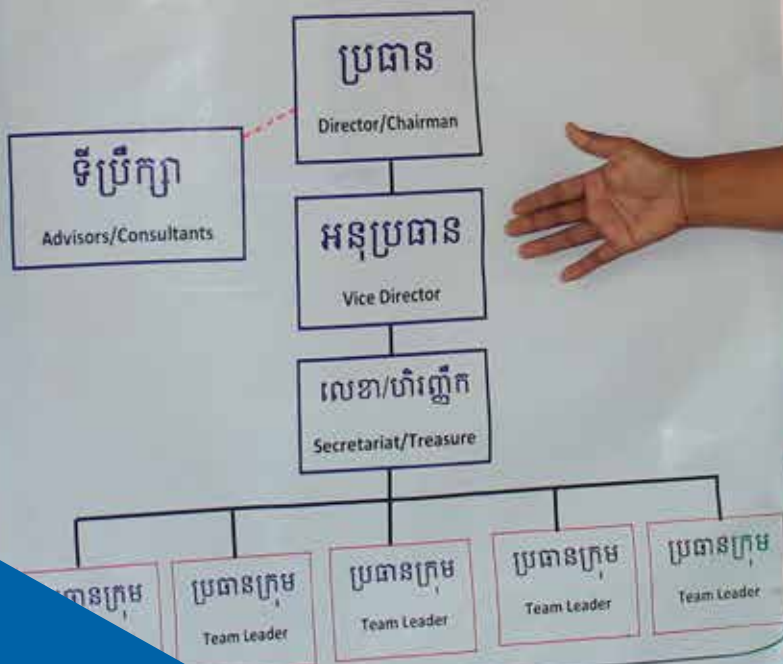 ប្រធាន
Director/Chairman
ទីប្រឹក្សា
Advisors/Consultants
អនុប្រធាន
Vice Director
លេខា/ហិរញ្ញឹក
Secretariat/Treasure
ប្រធានក្រុម
Team Leader
ប្រធានក្រុម
Team Leader
ប្រធានក្រុម
Team Leader
ប្រធានក្រុម
Team Leader